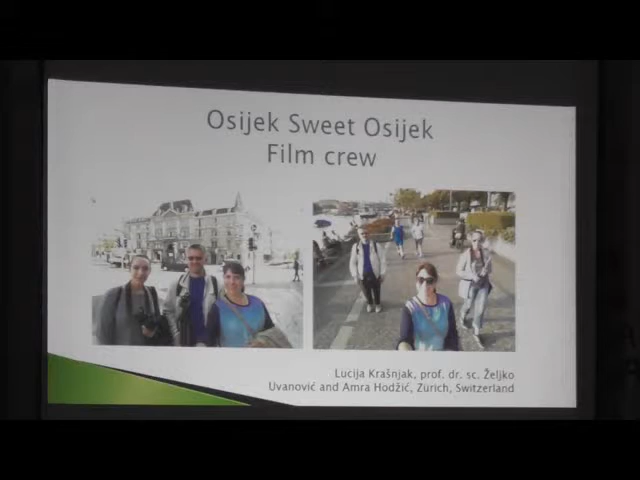 Osijek Sweet Osijek
Film crew
Lucija Krašnjak, prof. dr. sc. Željko
Uvanović and Amra Hodžić, Zürich, Switzerland